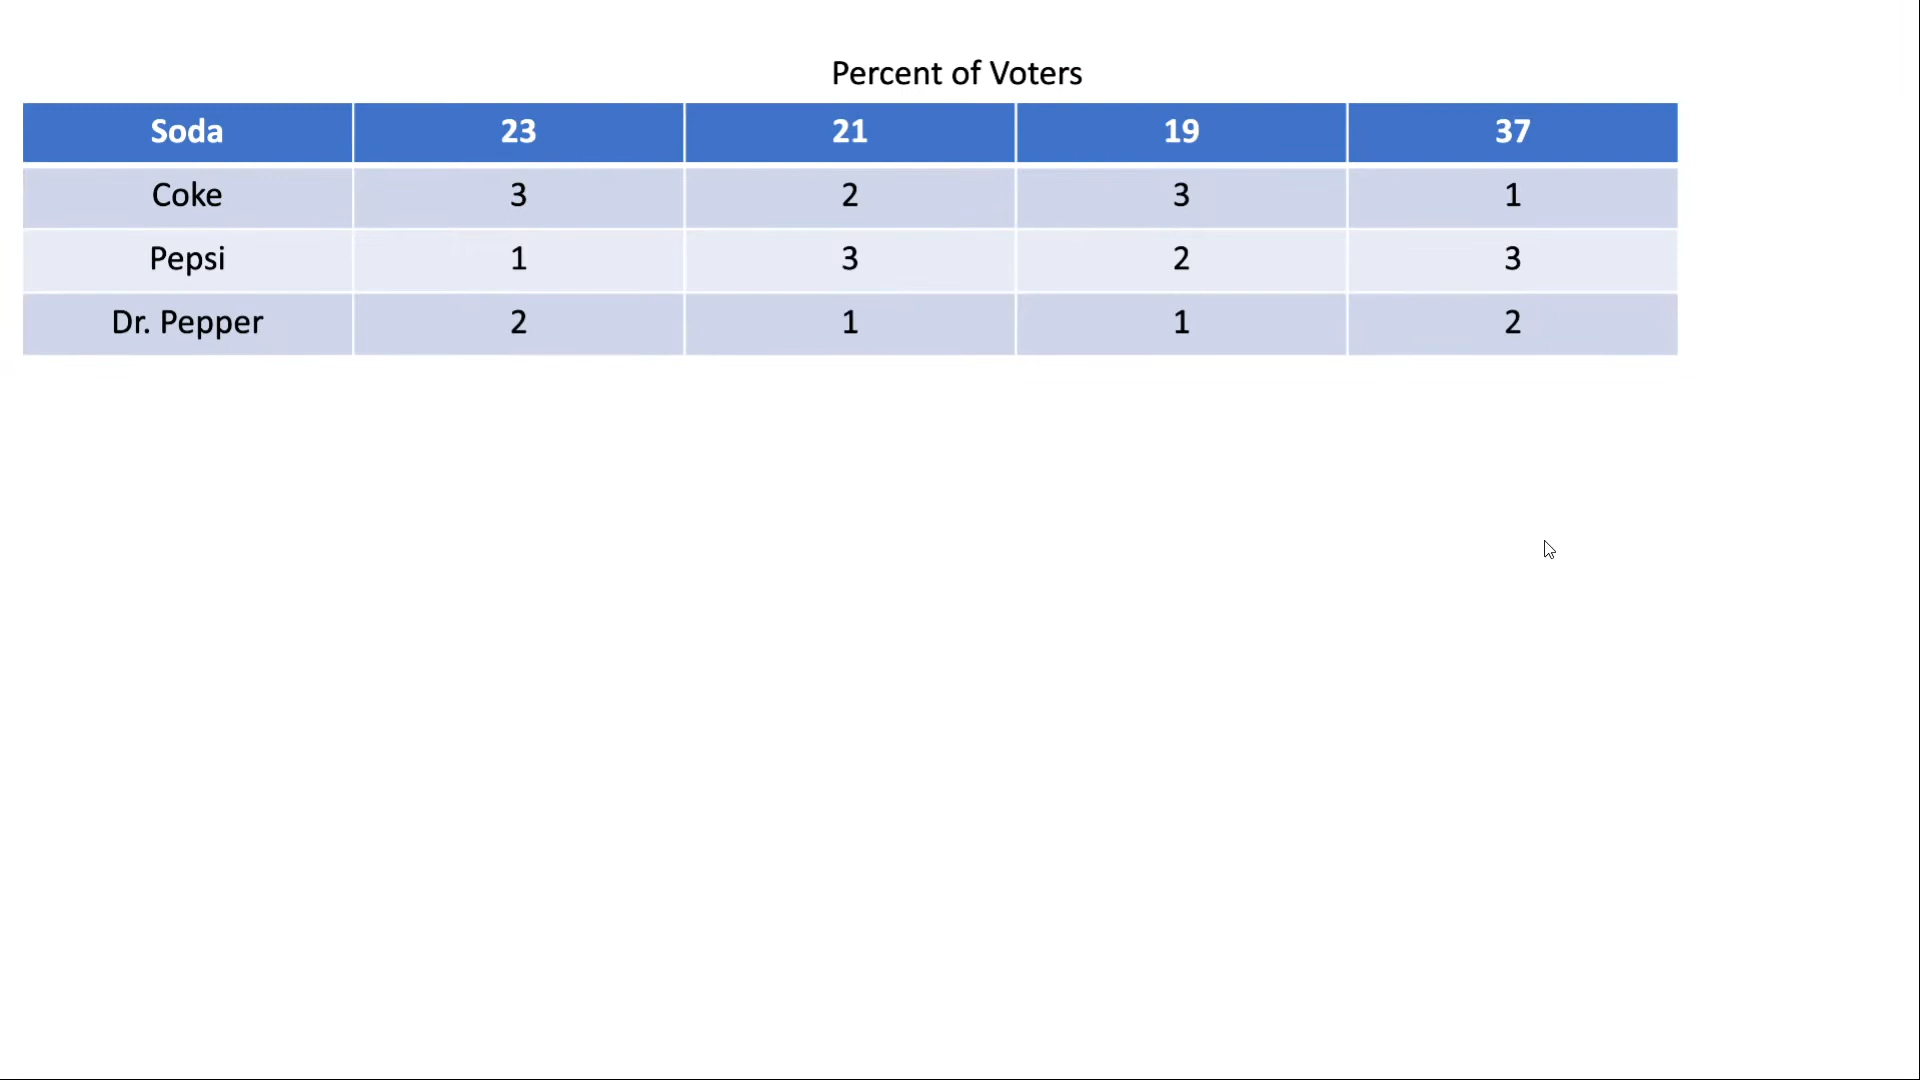 Percent of Voters
Soda 23 21 19 37
Coke 3 2 3 1
Pepsi 1 3 2 3
Dr. Pepper 2 1 1 2